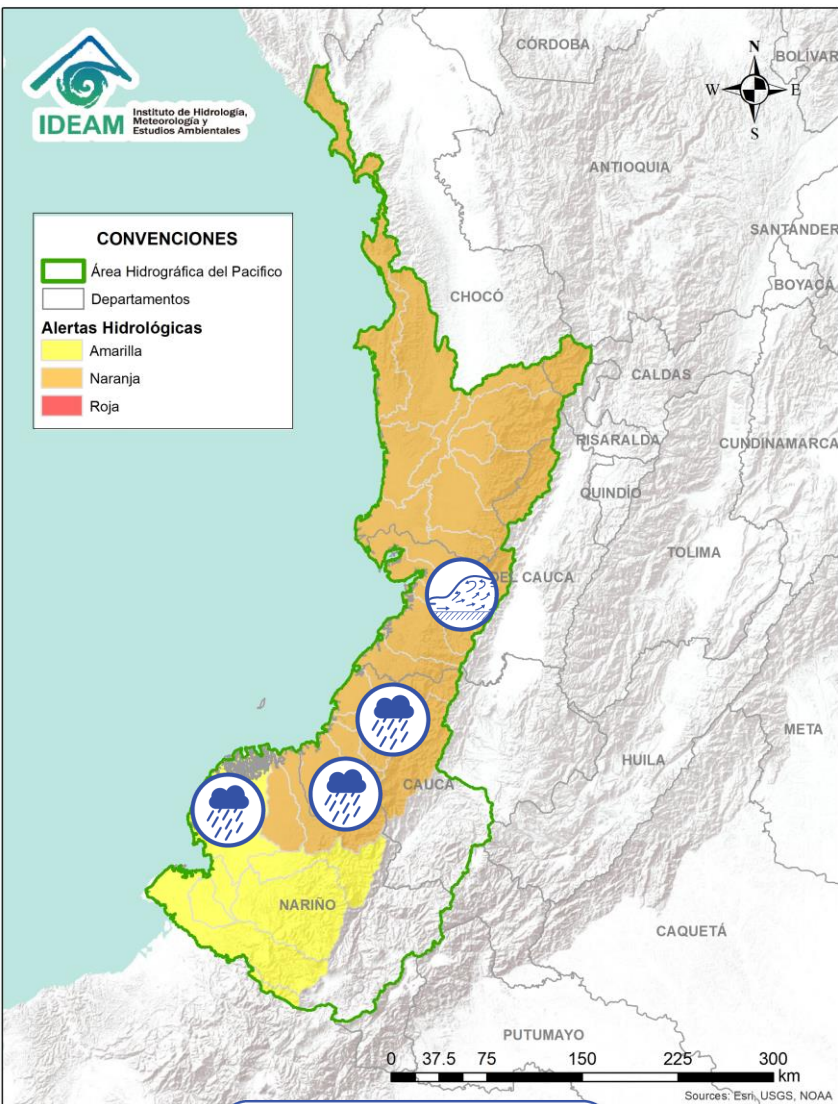 IDEAM
Instituto de Hidrología,
Meteorología y
Estudios Ambientales
N
W
E
S
CÓRDOBA
BOLÍVAR
ANTIOQUIA
SANTANDER
BOYACÁ
CHOCÓ
CALDAS
RISARALDA
CUNDINAMARCA
QUINDÍO
TOLIMA
DEL CAUCA
META
HUILA
CAUCA
NARIÑO
CAQUETÁ
PUTUMAYO
CONVENCIONES
Área Hidrográfica del Pacifico
Departamentos
Alertas Hidrológicas
Amarilla
Naranja
Roja
0 37.5 75 150 225 300
km
Sources: Esri, USGS, NOAA